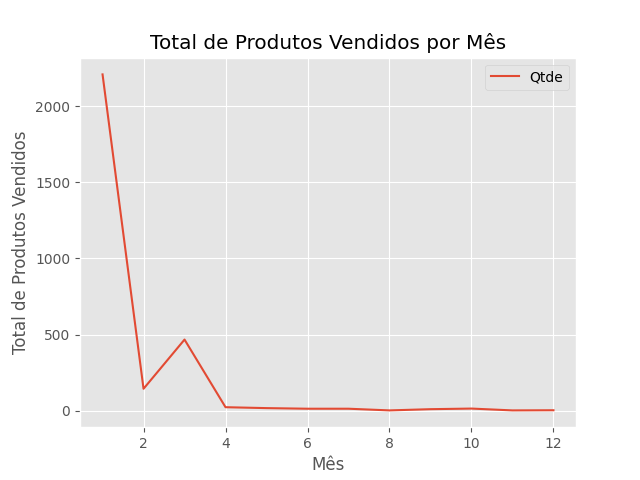 Total de Produtos Vendidos por Mês
Qtde
Total de Produtos Vendidos
2000
1500
1000
500
0
2 4 6 8 10 12
Mês